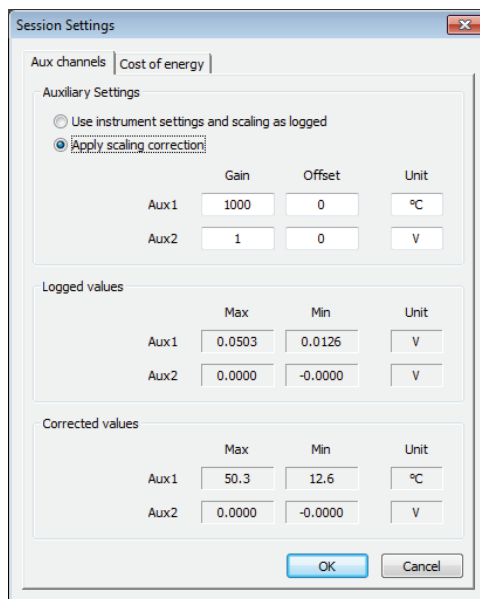 Session Settings
Aux channels Cost of energy
Auxiliary Settings
Use instrument settings and scaling as logged
Apply scaling correction
Gain Offset Unit
Aux1 1000 0 ºC
Aux2 1 0 V
Logged values
Max Min Unit
Aux1 0.0503 0.0126 V
Aux2 0.0000 -0.0000 V
Corrected values
Max Min Unit
Aux1 50.3 12.6 ºC
Aux2 0.0000 -0.0000 V
OK Cancel